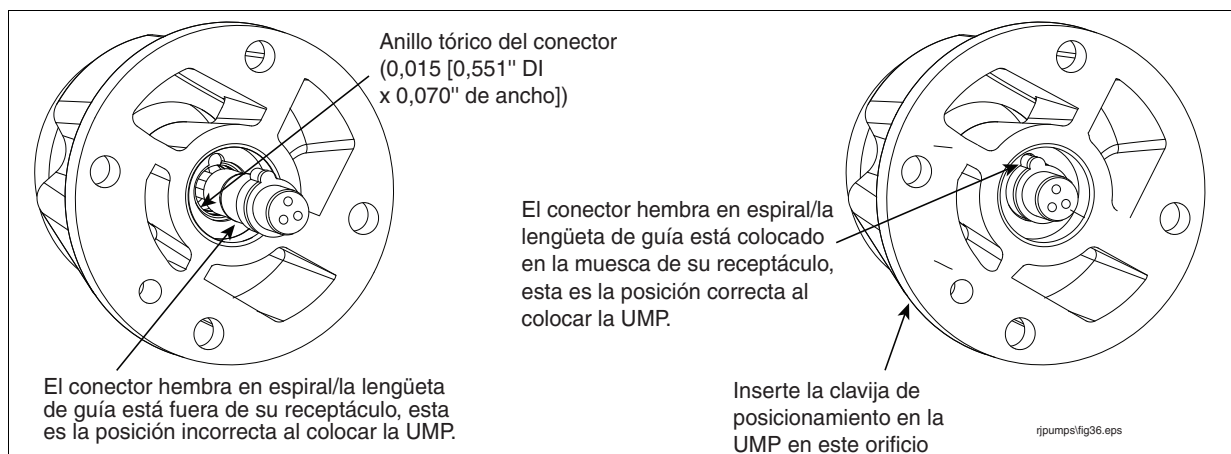 Anillo tórico del conector
(0,015 [0,551" DI
x 0,070" de ancho])
El conector hembra en espiral/la lengüeta
de guía está fuera de su receptáculo, esta
es la posición incorrecta al colocar la UMP.
El conector hembra en espiral/la
lengüeta de guía está colocado
en la muesca de su receptáculo,
esta es la posición correcta al
colocar la UMP.
Inserte la clavija de
posicionamiento en la
UMP en este orificio
rjpumps\fig36.eps